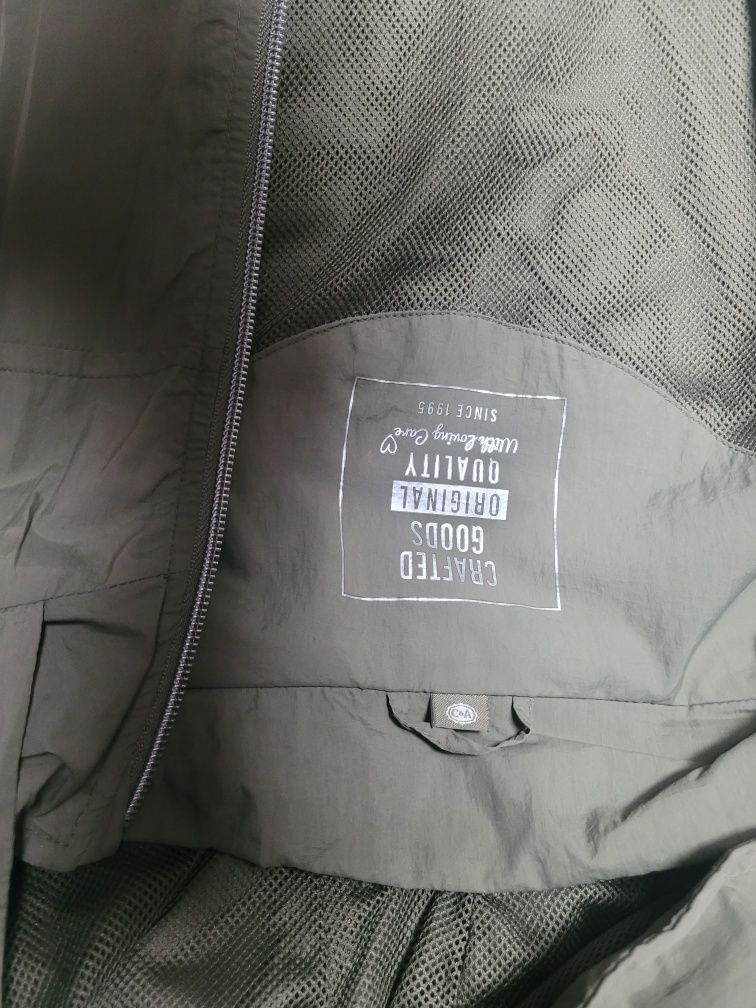 CRAFTED
GOODS
ORIGINAL
QUALITY
With Loving Care
SINCE 1995
C&A